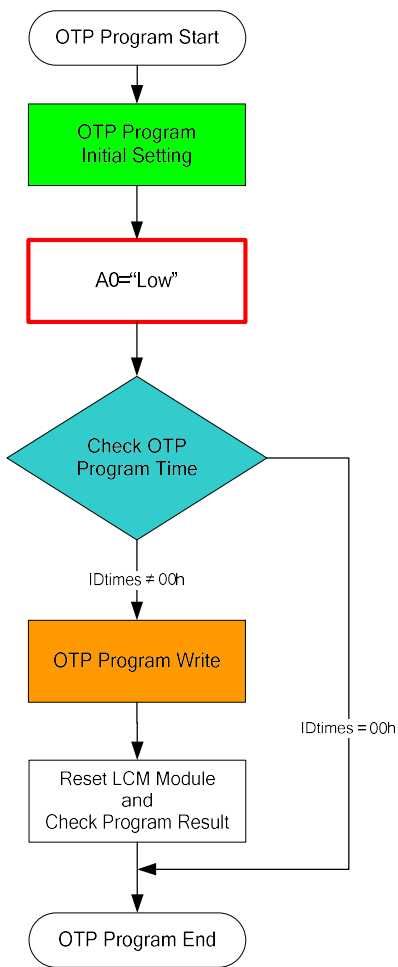 OTP Program Start
OTP Program
Initial Setting
A0=“Low”
Check OTP
Program Time
IDtimes ≠ 00h
OTP Program Write
IDtimes = 00h
Reset LCM Module
and
Check Program Result
OTP Program End